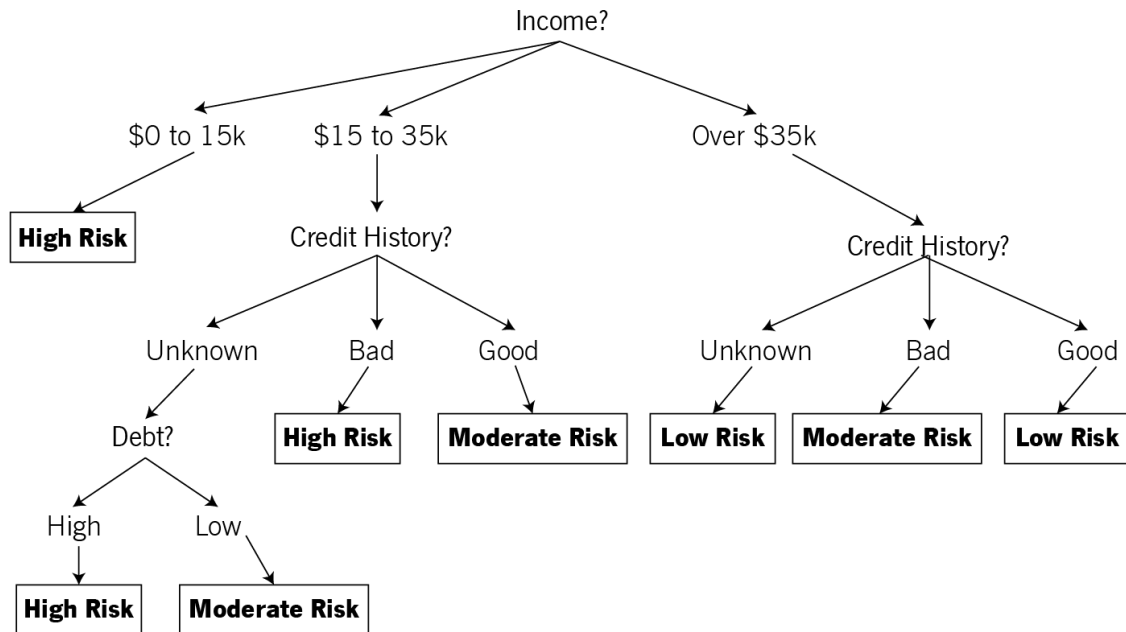 Income?
$0 to 15k
$15 to 35k
Over $35k
High Risk
Credit History?
Credit History?
Unknown
Bad
Good
Unknown
Bad
Good
Debt?
High Risk
Moderate Risk
Low Risk
Moderate Risk
Low Risk
High
Low
High Risk
Moderate Risk